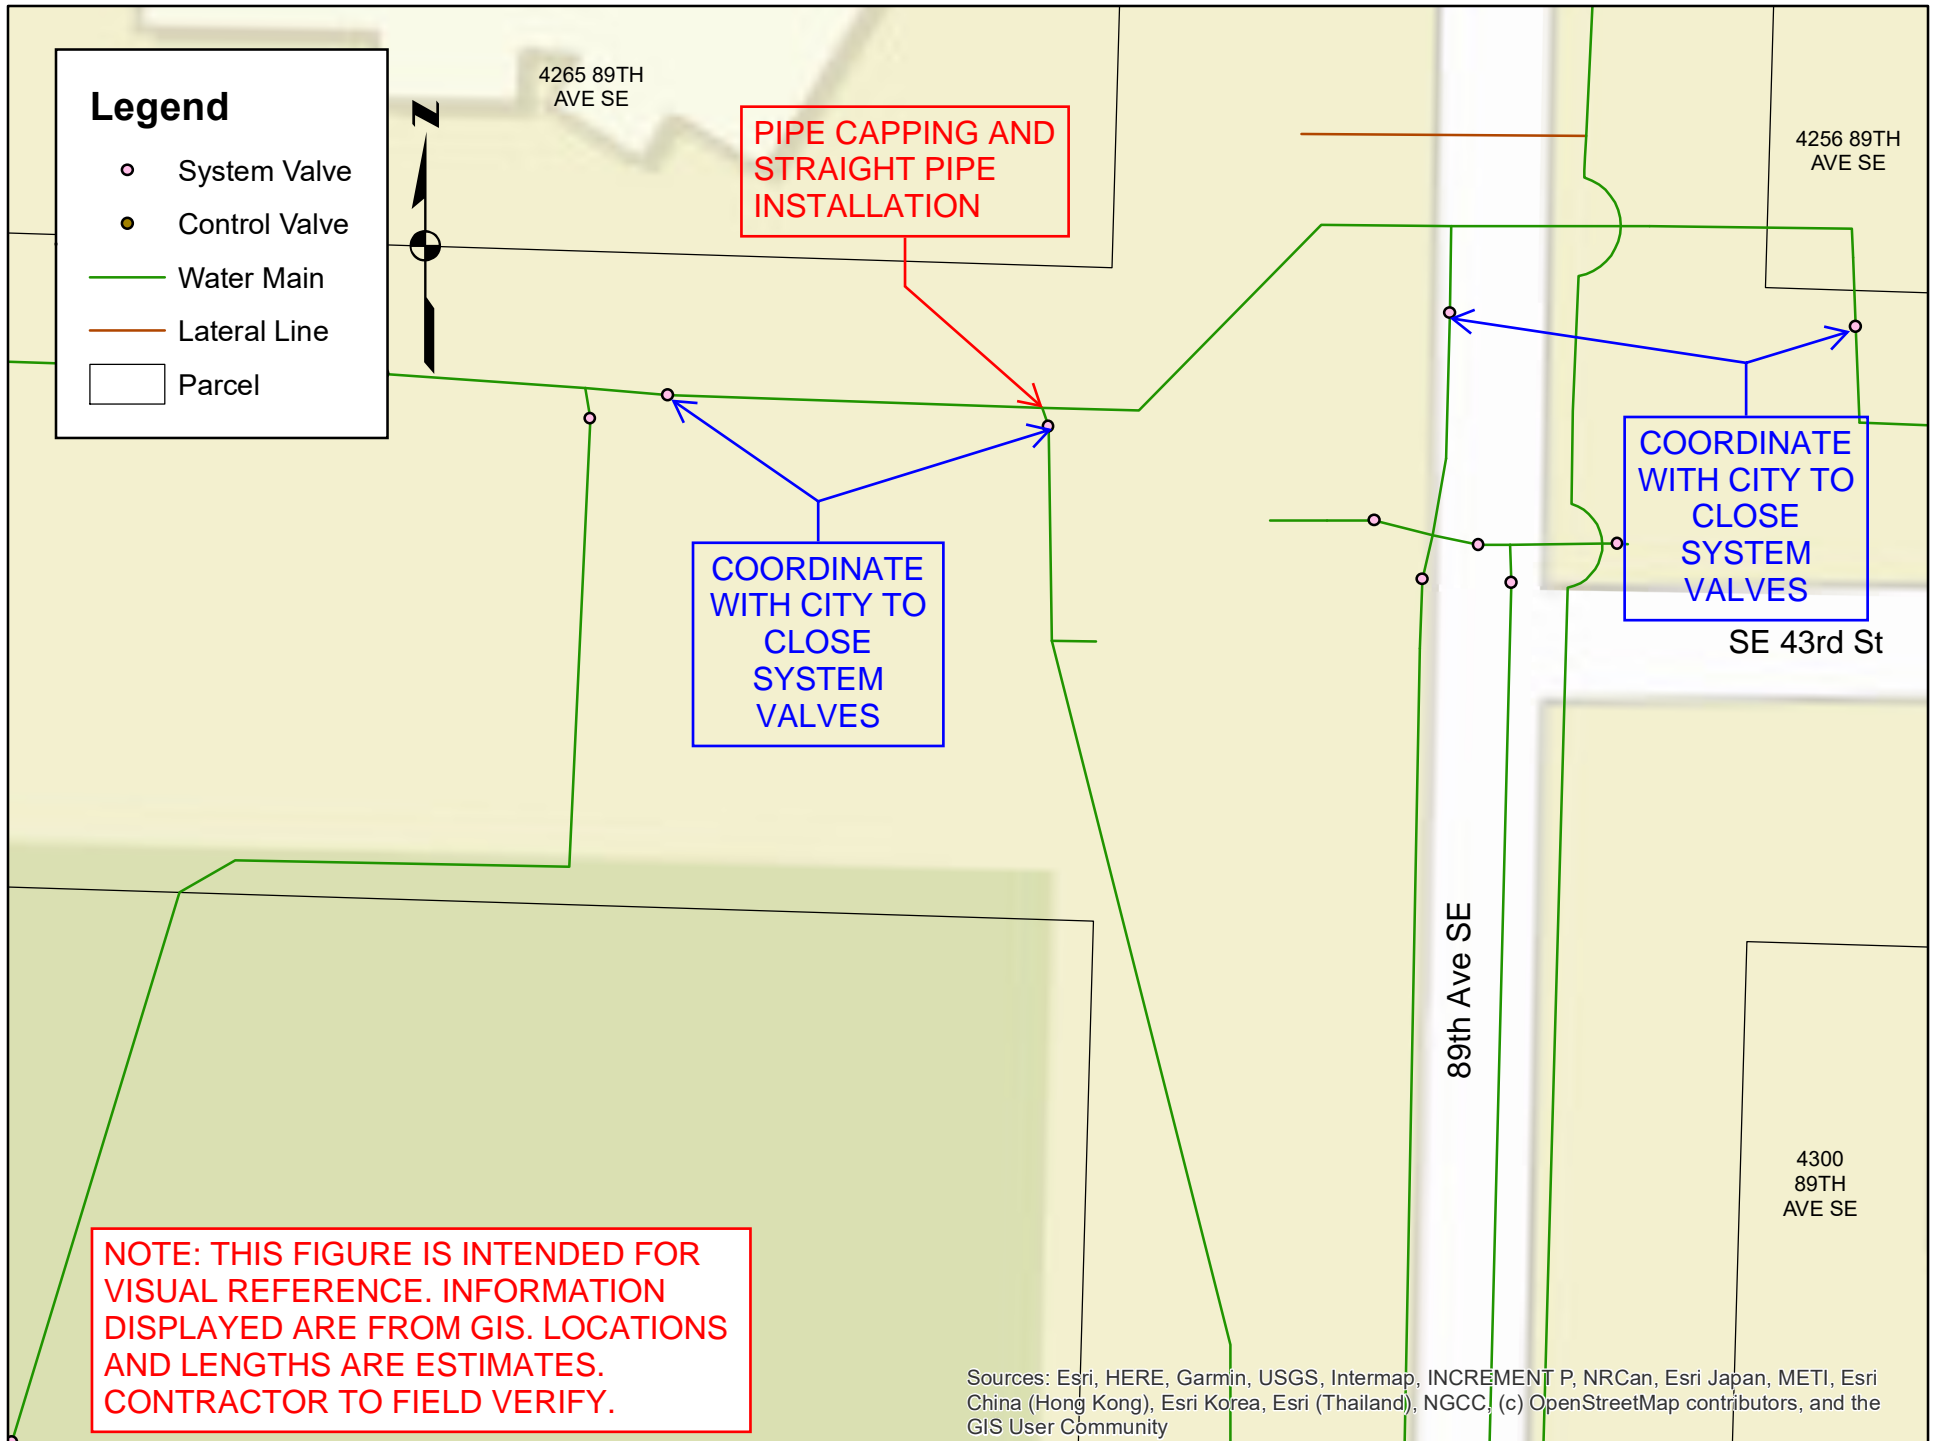 Legend
System Valve
Control Valve
Water Main
Lateral Line
Parcel
N
4265 89TH
AVE SE
PIPE CAPPING AND
STRAIGHT PIPE
INSTALLATION
4256 89TH
AVE SE
COORDINATE
WITH CITY TO
CLOSE
SYSTEM
VALVES
COORDINATE
WITH CITY TO
CLOSE
SYSTEM
VALVES
SE 43rd St
89th Ave SE
4300
89TH
AVE SE
NOTE: THIS FIGURE IS INTENDED FOR
VISUAL REFERENCE. INFORMATION
DISPLAYED ARE FROM GIS. LOCATIONS
AND LENGTHS ARE ESTIMATES.
CONTRACTOR TO FIELD VERIFY.
Sources: Esri, HERE, Garmin, USGS, Intermap, INCREMENT P, NRCan, Esri Japan, METI, Esri
China (Hong Kong), Esri Korea, Esri (Thailand), NGCC, (c) OpenStreetMap contributors, and the
GIS User Community